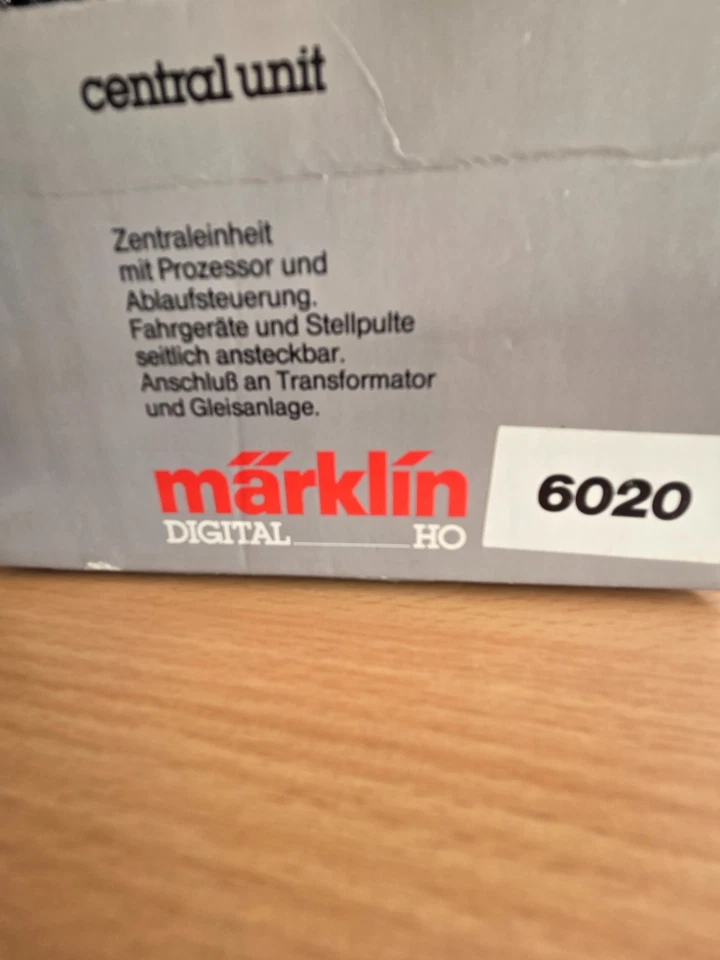 central unit
Zentraleinheit
mit Prozessor und
Ablaufsteuerung.
Fahrgeräte und Stellpulte
seitlich ansteckbar.
Anschluß an Transformator
und Gleisanlage.
märklin
DIGITAL HO
6020